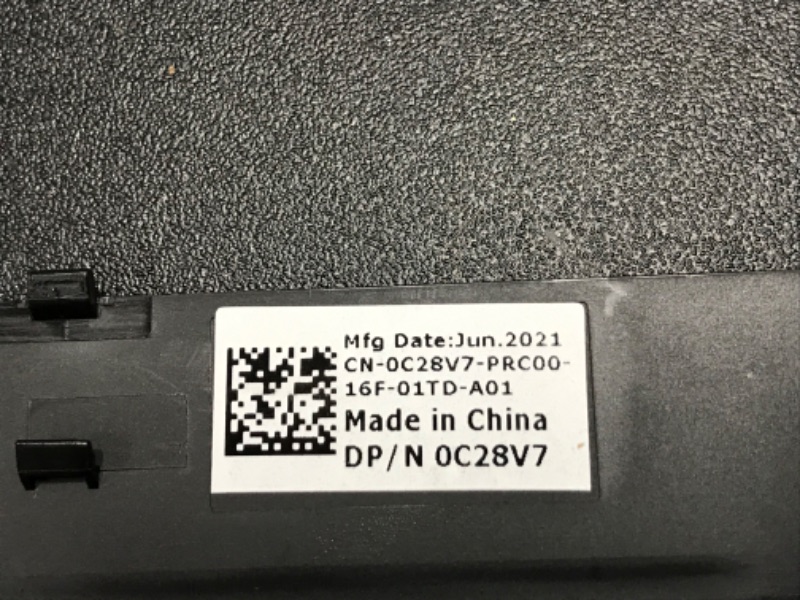 Mfg Date:Jun.2021
CN-0C28V7-PRC00-
16F-01TD-A01
Made in China
DP/N 0C28V7